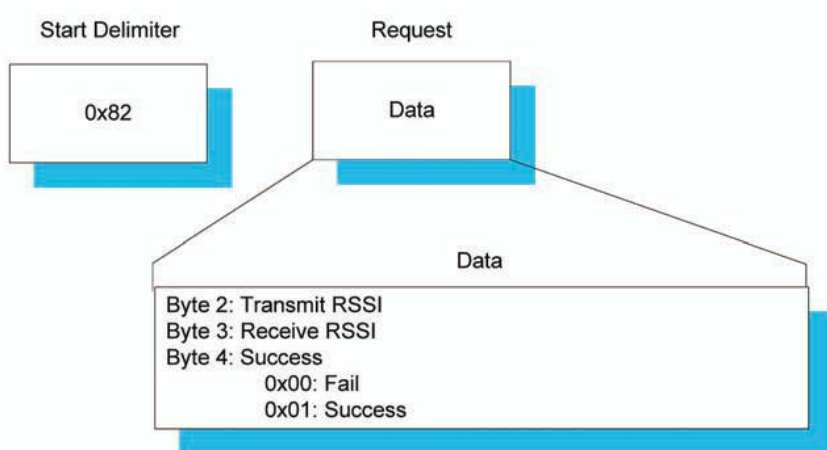 Start Delimiter
Request
0x82
Data
Data
Byte 2: Transmit RSSI
Byte 3: Receive RSSI
Byte 4: Success
0x00: Fail
0x01: Success